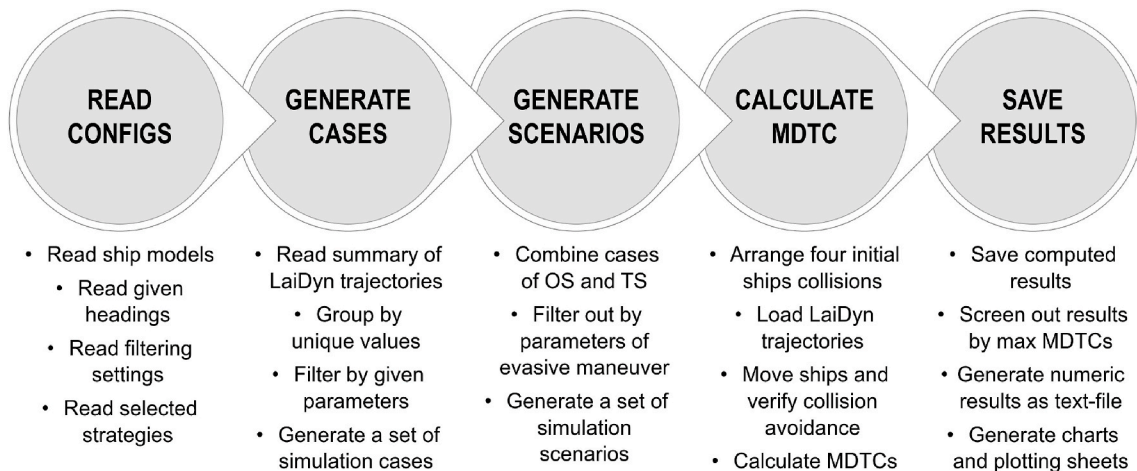 READ
CONFIGS
• Read ship models
• Read given
headings
• Read filtering
settings
• Read selected
strategies
GENERATE
CASES
• Read summary of
LaiDyn trajectories
• Group by
unique values
• Filter by given
parameters
• Generate a set of
simulation cases
GENERATE
SCENARIOS
• Combine cases
of OS and TS
• Filter out by
parameters of
evasive maneuver
• Generate a set of
simulation
scenarios
CALCULATE
MDTC
• Arrange four initial
ships collisions
• Load LaiDyn
trajectories
• Move ships and
verify collision
avoidance
• Calculate MDTCs
SAVE
RESULTS
• Save computed
results
• Screen out results
by max MDTCs
• Generate numeric
results as text-file
• Generate charts
and plotting sheets